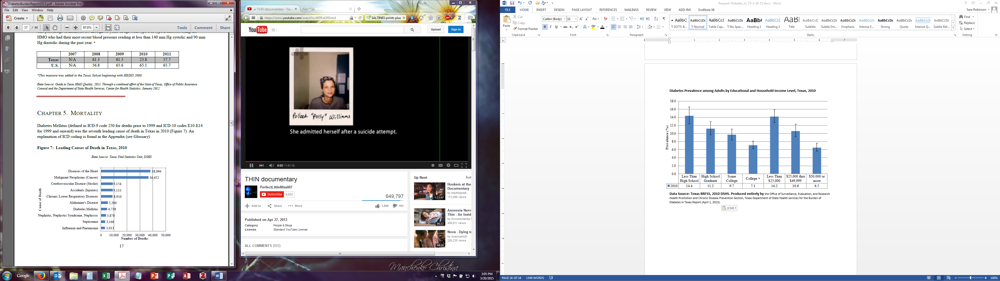 DiabetesBurdenReport2013.pdf - Adobe Acrobat Pro
File Edit View Window Help
Create
17 / 44
87.8%
Tools Comment Share
HMO who had their most recent blood pressure reading at less than 140 mm Hg systolic and 90 mm
Hg diastolic during the past year. *
2007 2008 2009 2010 2011
Texas N/A 61.3 61.5 23.8 57.7
U.S. N/A 56.8 65.6 65.1 65.7
*This measure was added to the Texas Subset beginning with HEDIS 2008.
Data Source: Guide to Texas HMO Quality: 2011. Through a combined effort of the State of Texas, Office of Public Insurance
Counsel and the Department of State Health Services, Center for Health Statistics. January 2012.
CHAPTER 5. MORTALITY
Diabetes Mellitus (defined as ICD-9 code 250 for deaths prior to 1999 and ICD-10 codes E10-E14
for 1999 and onward) was the seventh leading cause of death in Texas in 2010 (Figure 7). An
explanation of ICD coding is found in the Appendix (see Glossary).
Figure 7: Leading Causes of Death in Texas, 2010
Data Source: Texas Vital Statistics Unit, DSHS
Cause of Death
Diseases of the Heart 38,096
Malignant Neoplasms (Cancer) 36,652
Cerebrovascular Disease (Stroke) 9,154
Accidents (Injuries) 9,133
Chronic Lower Respiratory Diseases 8,910
Alzheimer's Disease 5,200
Diabetes Mellitus 4,738
Nephritis, Nephrotic Syndrome, Nephrosis 3,870
Septicemia 3,166
Influenza and Pneumonia 3,013
0 10,000 20,000 30,000 40,000 50,000
Number of Deaths
17
THIN documentary - Yo...
New Tab
https://www.youtube.com/watch?v=W7fLaOFEmL4
SALTINES points plus
ABP
YouTube
Upload
Sign in
Pollack "Polly" Williams
She admitted herself after a suicide attempt.
8:03 / 1:41:15
THIN documentary
PerfectLittleMiss007
Subscribe 8,833
649,797
Add to Share More
1,868 161
Published on Apr 27, 2013
Category People & Blogs
License Standard YouTube License
ALL COMMENTS (933)
Up Next
Aut
Hookers at the
Documentary
by edythegreat
173,096 views
1:33:47
Anorexia Nerv
Thin - An Insid
by Documentaries
409,811 views
56:22
Nova - Dying to
by ScienceHUB
226,235 views
54:29
Manchenko Christina
Google
3:05 PM
3/20/2015
Request-Diabetes_in_TX-3-20-15.docx - Word
FILE HOME INSERT DESIGN PAGE LAYOUT REFERENCES MAILINGS REVIEW VIEW ADD-INS EndNote X6
Sara Robinson
Paste
Cut
Copy
Format Painter
Clipboard
Calibri (Body) 11
B I U abc
Font
Paragraph
AaBbC AaBbCcDc AaBbCcI AaBbCcDc AaBb( AaBbCcC AaB AaBbCcD AaBbCcDc AaBbCcDc AaBbCcDc AaBbCcDc AaBbCcDc AaBbCcDc AABBCCDC
DOTS-B... Normal Table Cap... No Spac... Heading 1 Heading 2 Title Subtitle Subtle Em... Emphasis Intense E... Strong Quote Intense Q... Subtle Ref...
Styles
Find
Replace
Select
Editing
Diabetes Prevalence among Adults by Educational and Household Income Level, Texas, 2010
Prevalence (%)
18.0
16.0
14.0
12.0
10.0
8.0
6.0
4.0
2.0
0.0
Less Than High School
High School Graduate
Some College
College +
Less Than $25,000
$25,000 thru $49,999
$50,000 or more
2010 14.4 11.2 9.7 7.1 14.2 10.6 6.5
Data Source: Texas BRFSS, 2010 DSHS. Produced entirely by the Office of Surveillance, Evaluation, and Research
Health Promotion and Chronic Disease Prevention Section, Texas Department of State Health services for the Burden of
Diabetes in Texas Report (April 1, 2013).
(Ctrl)
PAGE 16 OF 16 1549 WORDS
100%